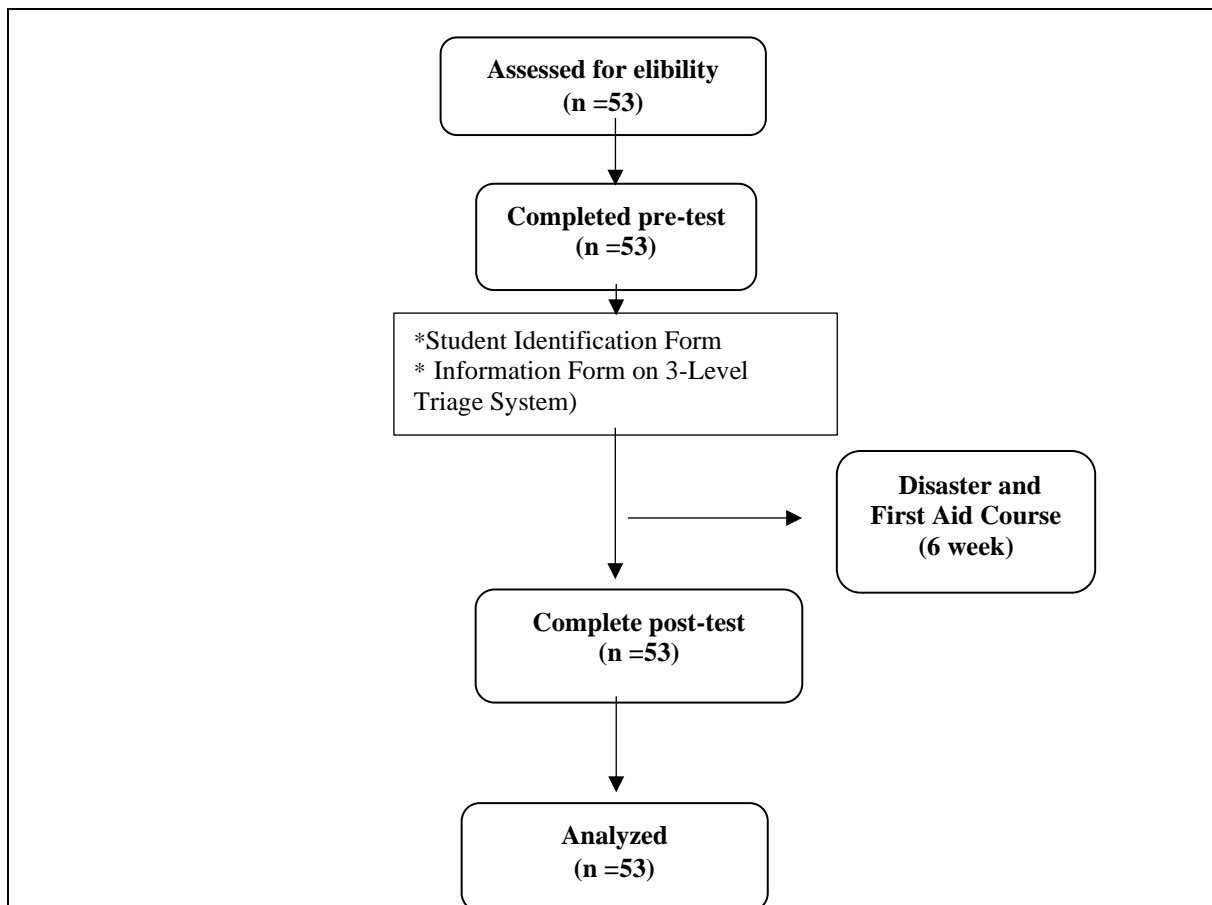 Assessed for elibility
(n =53)
Completed pre-test
(n =53)
*Student Identification Form
* Information Form on 3-Level
Triage System)
Disaster and
First Aid Course
(6 week)
Complete post-test
(n =53)
Analyzed
(n =53)